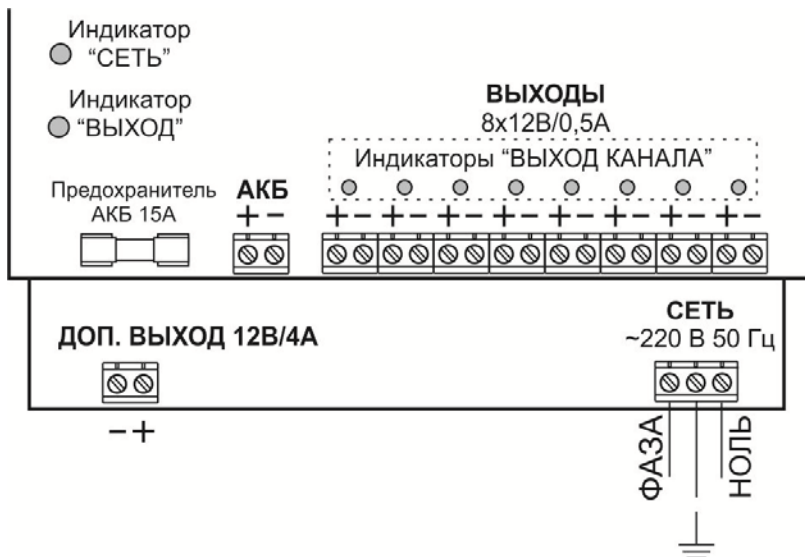 Индикатор
“СЕТЬ”
Индикатор
“ВЫХОД”
ВЫХОДЫ
8х12В/0,5А
Индикаторы “ВЫХОД КАНАЛА”
Предохранитель
АКБ 15А
АКБ
+ −
+ − + − + − + − + − + − + − + −
ДОП. ВЫХОД 12В/4А
− +
СЕТЬ
~220 В 50 Гц
ФАЗА
НОЛЬ